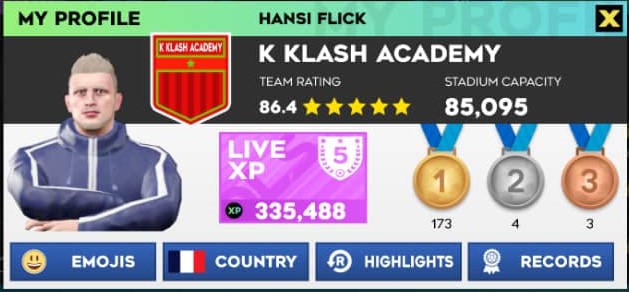 MY PROFILE
HANSI FLICK
X
K KLASH ACADEMY
K KLASH ACADEMY
TEAM RATING
STADIUM CAPACITY
86.4
85,095
LIVE XP
5
XP 335,488
1
2
3
173
4
3
EMOJIS
COUNTRY
R HIGHLIGHTS
RECORDS